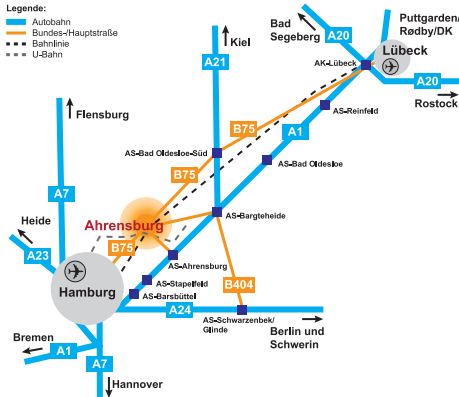 Legende:
Autobahn
Bundes-/Hauptstraße
Bahnlinie
U-Bahn
Kiel
Bad
Segeberg
Puttgarden/
Rødby/DK
A20
Lübeck
AK-Lübeck
A21
A20
Rostock
Flensburg
AS-Reinfeld
B75
A1
AS-Bad Oldesloe-Süd
AS-Bad Oldesloe
B75
A7
Heide
Ahrensburg
AS-Bargteheide
B75
A23
AS-Ahrensburg
AS-Stapelfeld
B404
Hamburg
AS-Barsbüttel
A24
AS-Schwarzenbek/
Glinde
Berlin und
Schwerin
Bremen
A1
A7
Hannover